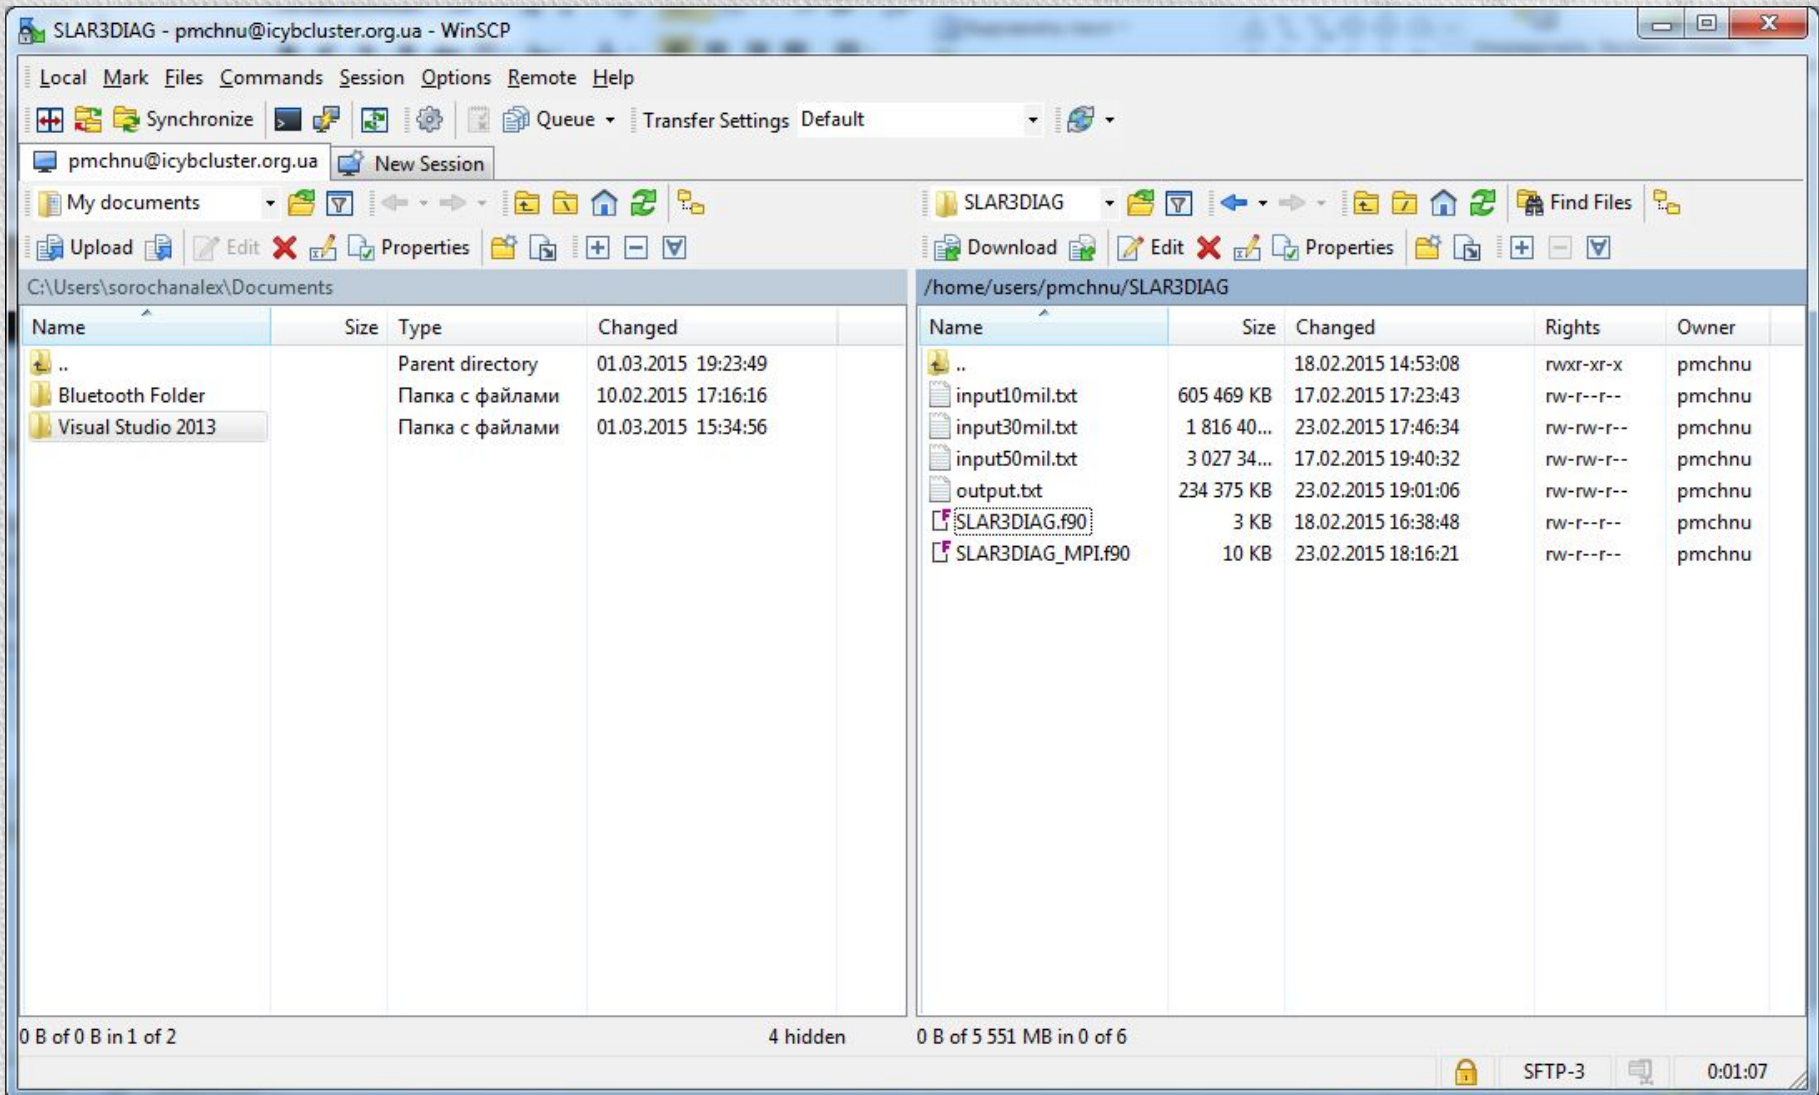 SLAR3DIAG - pmchnu@icybcluster.org.ua - WinSCP
Local Mark Files Commands Session Options Remote Help
Synchronize Queue Transfer Settings Default
pmchnu@icybcluster.org.ua New Session
My documents
Upload Edit Properties
C:\Users\sorochanalex\Documents
Name Size Type Changed
.. Parent directory 01.03.2015 19:23:49
Bluetooth Folder Папка с файлами 10.02.2015 17:16:16
Visual Studio 2013 Папка с файлами 01.03.2015 15:34:56
0 B of 0 B in 1 of 2 4 hidden
SLAR3DIAG Find Files
Download Edit Properties
/home/users/pmchnu/SLAR3DIAG
Name Size Changed Rights Owner
.. 18.02.2015 14:53:08 rwxr-xr-x pmchnu
input10mil.txt 605 469 KB 17.02.2015 17:23:43 rw-r--r-- pmchnu
input30mil.txt 1 816 40... 23.02.2015 17:46:34 rw-rw-r-- pmchnu
input50mil.txt 3 027 34... 17.02.2015 19:40:32 rw-rw-r-- pmchnu
output.txt 234 375 KB 23.02.2015 19:01:06 rw-rw-r-- pmchnu
SLAR3DIAG.f90 3 KB 18.02.2015 16:38:48 rw-r--r-- pmchnu
SLAR3DIAG_MPI.f90 10 KB 23.02.2015 18:16:21 rw-r--r-- pmchnu
0 B of 5 551 MB in 0 of 6
SFTP-3 0:01:07